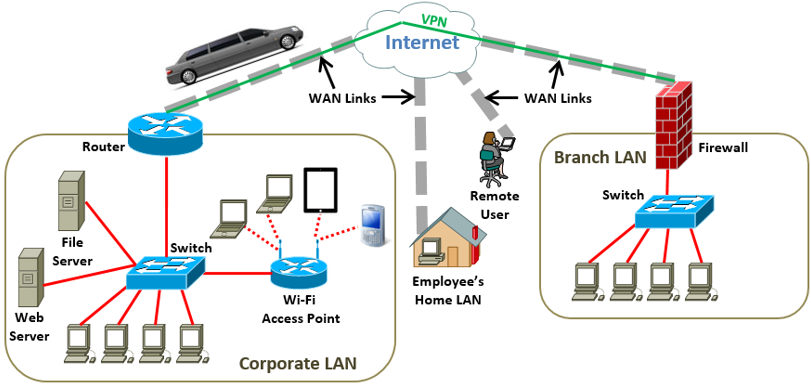 VPN
Internet
WAN Links
WAN Links
Router
Firewall
Branch LAN
Remote
User
Switch
File
Server
Switch
Employee's
Home LAN
Wi-Fi
Access Point
Web
Server
Corporate LAN